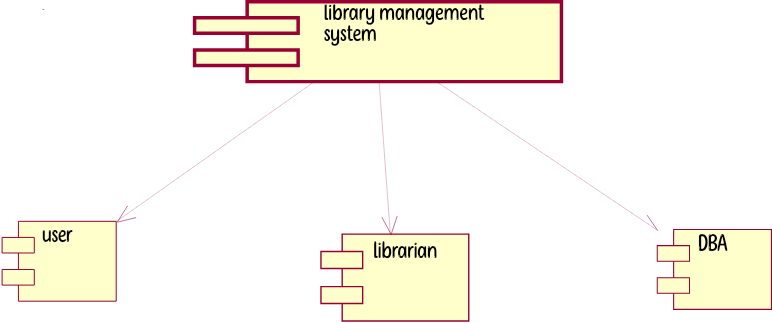 library management
system
user
librarian
DBA